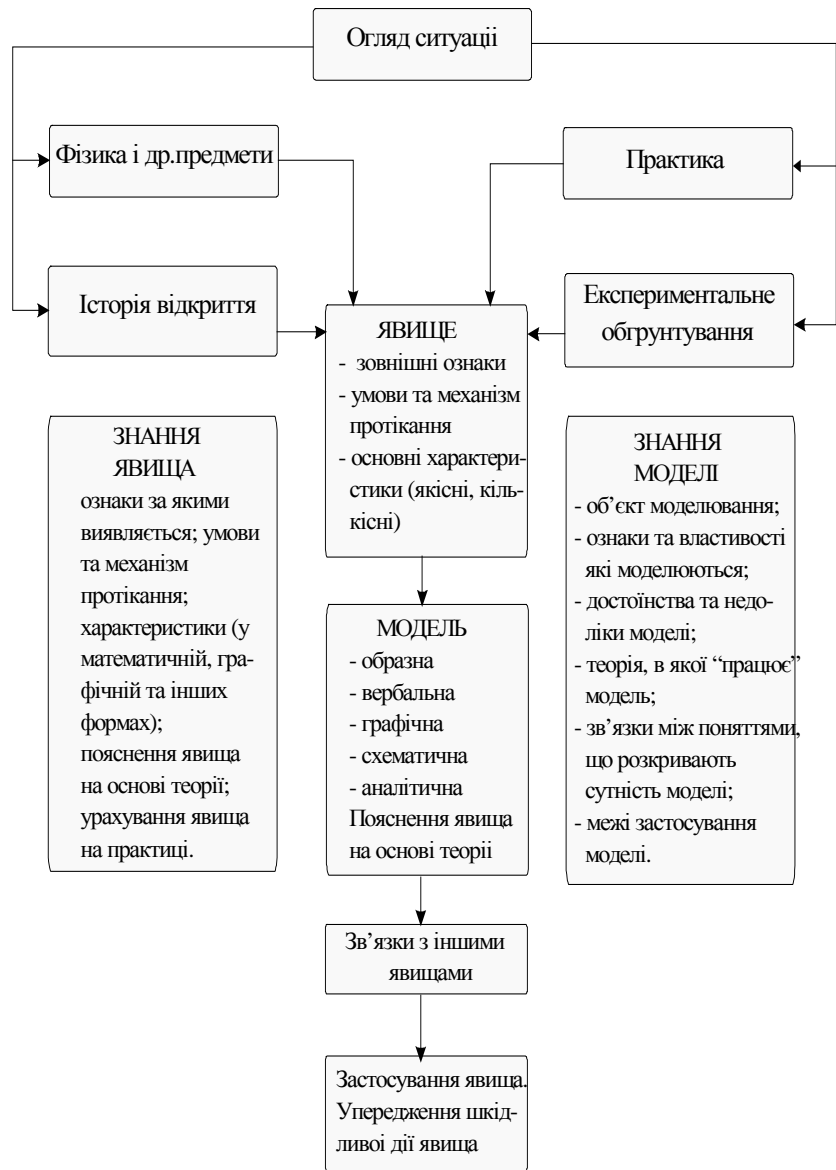 Огляд ситуаціі
Фізика і др.предмети
Практика
Історія відкриття
Експериментальне
обгрунтування
ЯВИЩЕ
- зовнішні ознаки
- умови та механізм
протікання
- основні характери-
стики (якісні, кіль-
кісні)
ЗНАННЯ
ЯВИЩА
ознаки за якими
виявляється; умови
та механізм
протікання;
характеристики (у
математичній, гра-
фічній та інших
формах);
пояснення явища
на основі теорії;
урахування явища
на практиці.
МОДЕЛЬ
- образна
- вербальна
- графічна
- схематична
- аналітична
Пояснення явища
на основі теоріі
ЗНАННЯ
МОДЕЛІ
- об’єкт моделювання;
- ознаки та властивості
які моделюються;
- достоїнства та недо-
ліки моделі;
- теорія, в якої “працює”
модель;
- зв’язки між поняттями,
що розкривають
сутність моделі;
- межі застосування
моделі.
Зв’язки з іншими
явищами
Застосування явища.
Упередження шкід-
ливоі дії явища